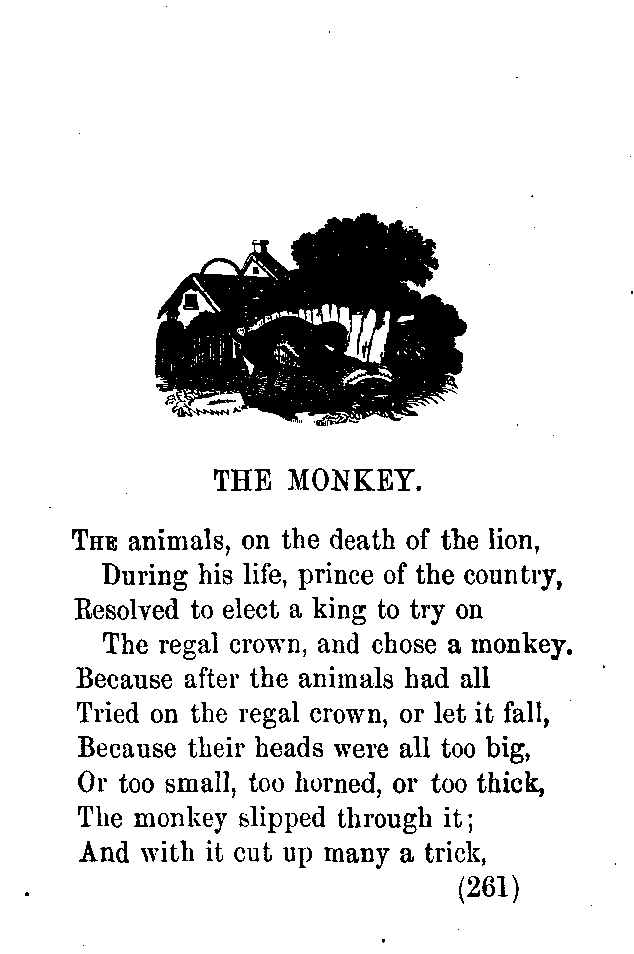 THE MONKEY.
THE animals, on the death of the lion,
During his life, prince of the country,
Resolved to elect a king to try on
The regal crown, and chose a monkey.
Because after the animals had all
Tried on the regal crown, or let it fall,
Because their heads were all too big,
Or too small, too horned, or too thick,
The monkey slipped through it;
And with it cut up many a trick,
(261)